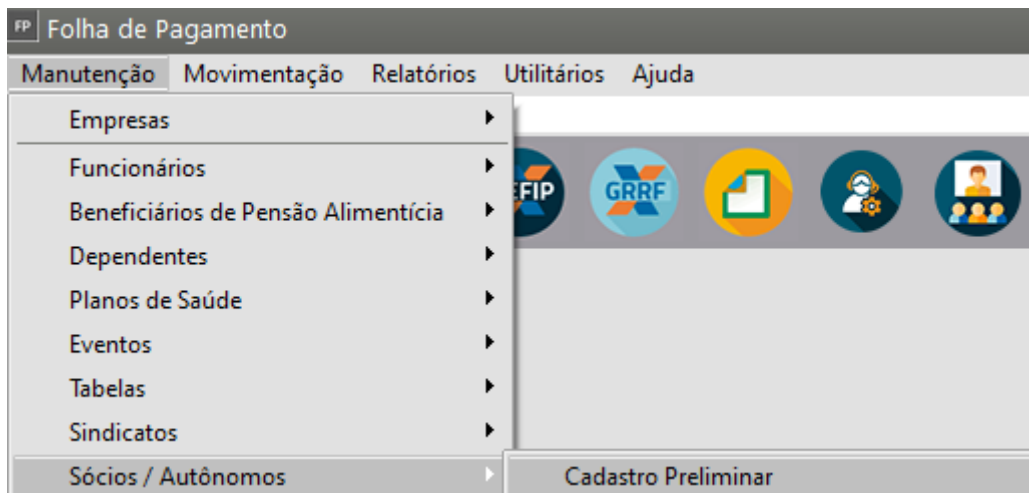 FP Folha de Pagamento
Manutenção Movimentação Relatórios Utilitários Ajuda
Empresas
Funcionários
EFIP GRRF
Beneficiários de Pensão Alimentícia
Dependentes
Planos de Saúde
Eventos
Tabelas
Sindicatos
Sócios / Autônomos Cadastro Preliminar